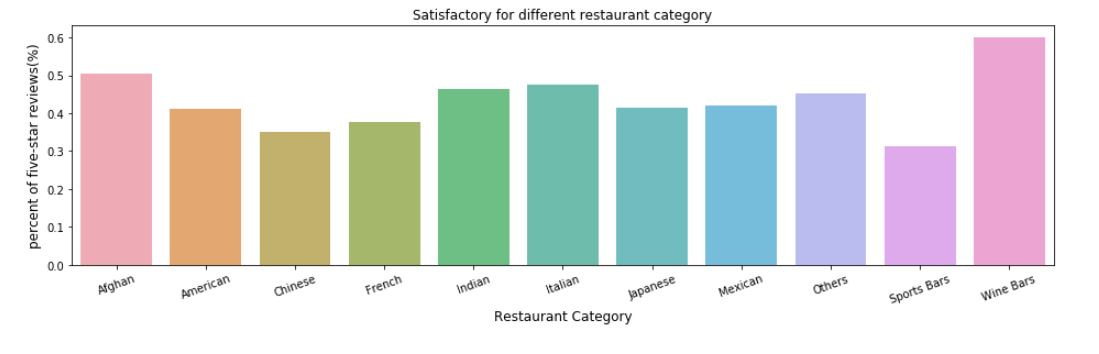 Satisfactory for different restaurant category
percent of five-star reviews(%)
0.6
0.5
0.4
0.3
0.2
0.1
0.0
Afghan American Chinese French Indian Italian Japanese Mexican Others Sports Bars Wine Bars
Restaurant Category